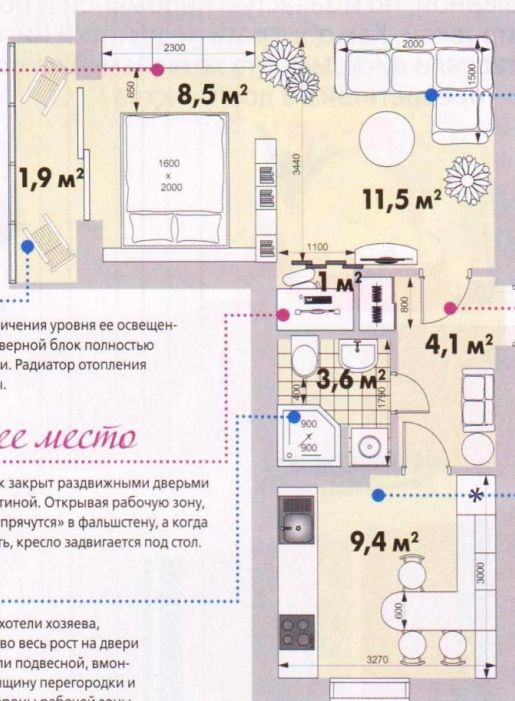 2300
2000
650
8,5 м²
1500
1600
x
2000
3440
1,9 м²
11,5 м²
1100
1 м²
800
4,1 м²
3,6 м²
1790
400
900
x
900
9,4 м²
3000
600
3270
ичения уровня ее освещен-
верной блок полностью
и. Радиатор отопления
ы.
ее место
к закрыт раздвижными дверьми
тиной. Открывая рабочую зону,
прячутся» в фальшстену, а когда
ть, кресло задвигается под стол.
хотели хозяева,
во весь рост на двери
ли подвесной, вмон-
щину перегородки и